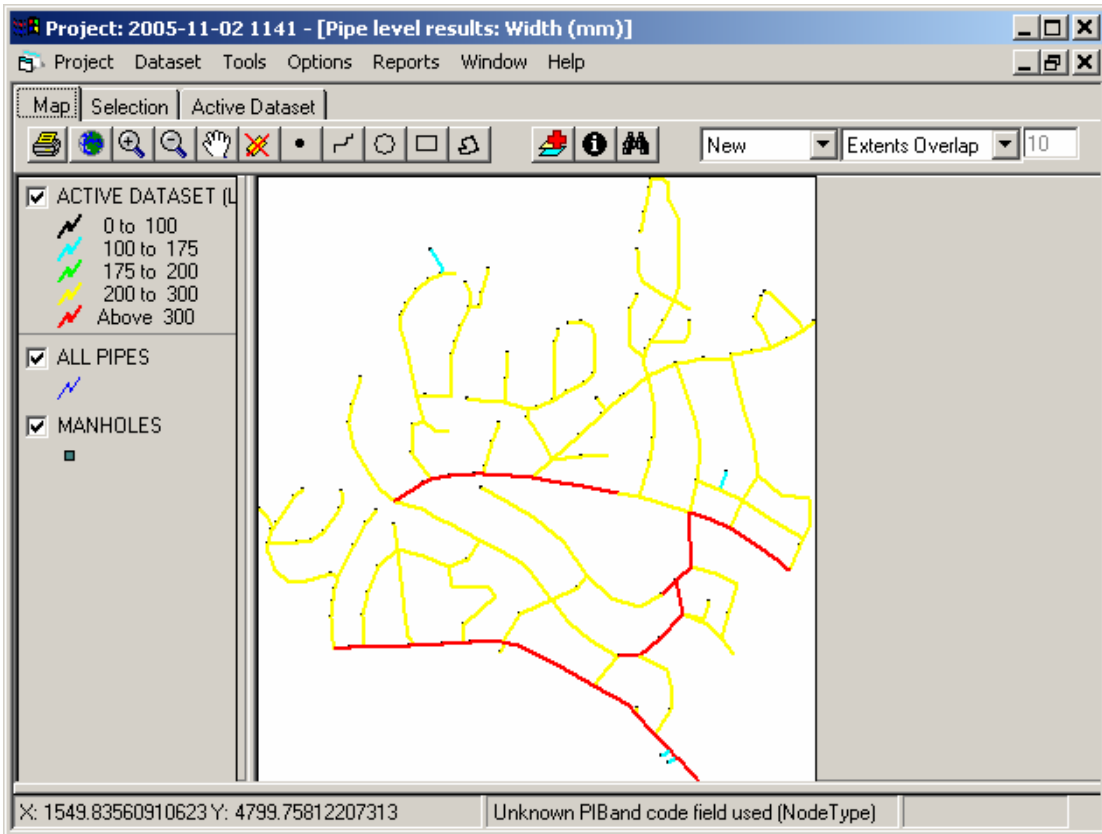 Project: 2005-11-02 1141 - [Pipe level results: Width (mm)]
Project Dataset Tools Options Reports Window Help
Map Selection Active Dataset
New Extents Overlap 10
ACTIVE DATASET (L
0 to 100
100 to 175
175 to 200
200 to 300
Above 300
ALL PIPES
MANHOLES
X: 1549.83560910623 Y: 4799.75812207313 Unknown PIBand code field used (NodeType)